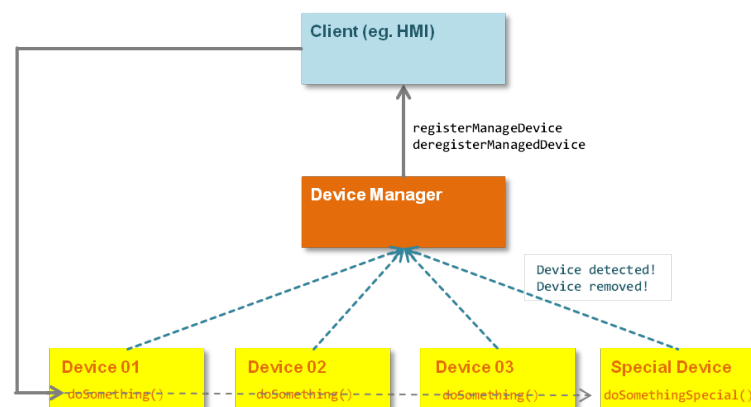 Client (eg. HMI)
registerManageDevice
deregisterManagedDevice
Device Manager
Device detected!
Device removed!
Device 01
doSomething()
Device 02
doSomething()
Device 03
doSomething()
Special Device
doSomethingSpecial()